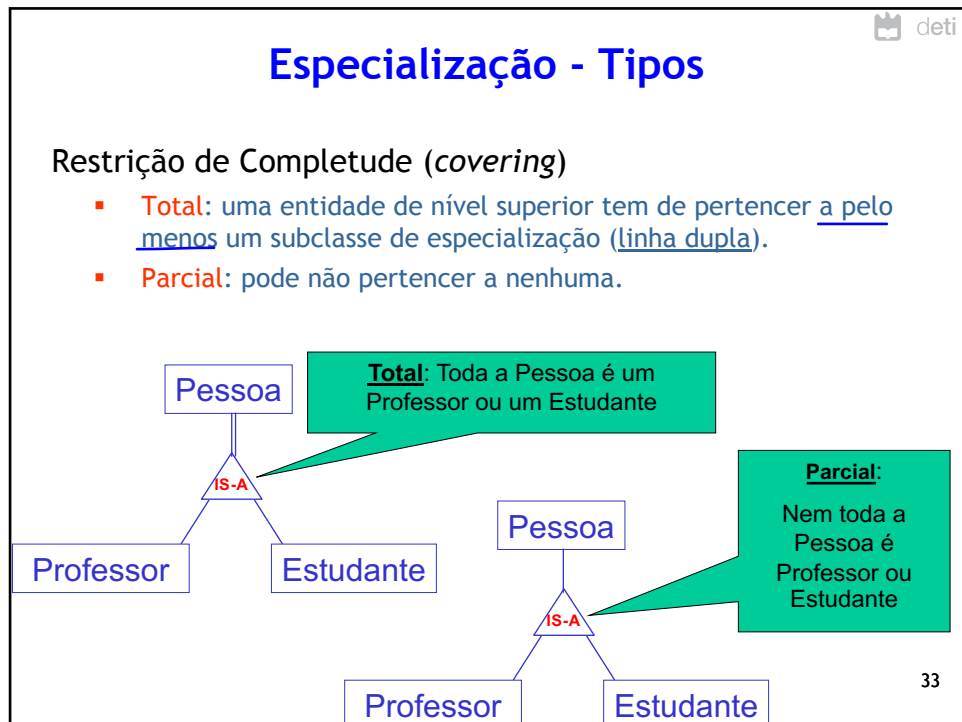 deti
Especialização - Tipos
Restrição de Completude (covering)
▪ Total: uma entidade de nível superior tem de pertencer a pelo
menos um subclasse de especialização (linha dupla).
▪ Parcial: pode não pertencer a nenhuma.
Pessoa
Total: Toda a Pessoa é um
Professor ou um Estudante
IS-A
Professor
Estudante
Pessoa
Parcial:
Nem toda a
Pessoa é
Professor ou
Estudante
IS-A
Professor
Estudante
33